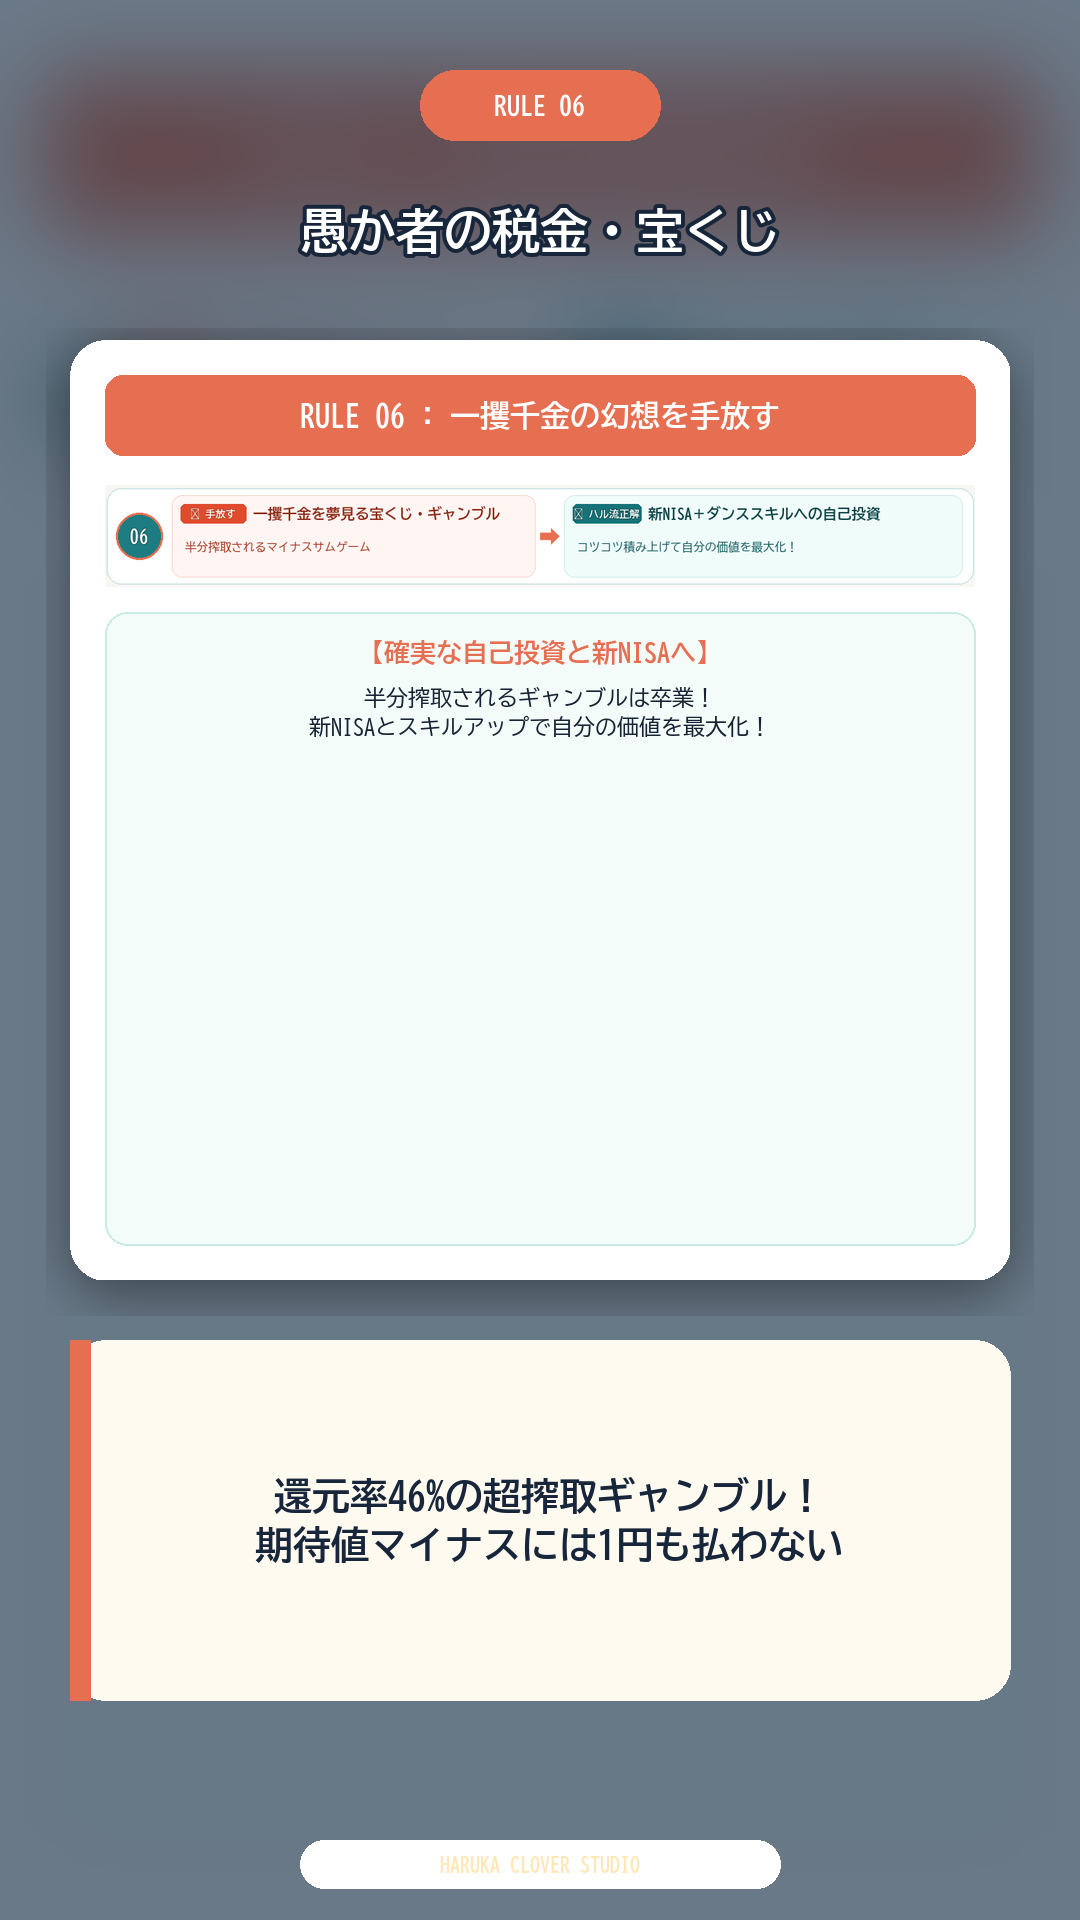 RULE 06
愚か者の税金・宝くじ
RULE 06 : 一攫千金の幻想を手放す
06
手放す 一攫千金を夢見る宝くじ・ギャンブル
半分搾取されるマイナスサムゲーム
ハル流正解 新NISA+ダンススキルへの自己投資
コツコツ積み上げて自分の価値を最大化！
【確実な自己投資と新NISAへ】
半分搾取されるギャンブルは卒業！
新NISAとスキルアップで自分の価値を最大化！
還元率46%の超搾取ギャンブル！
期待値マイナスには1円も払わない
HARUKA CLOVER STUDIO